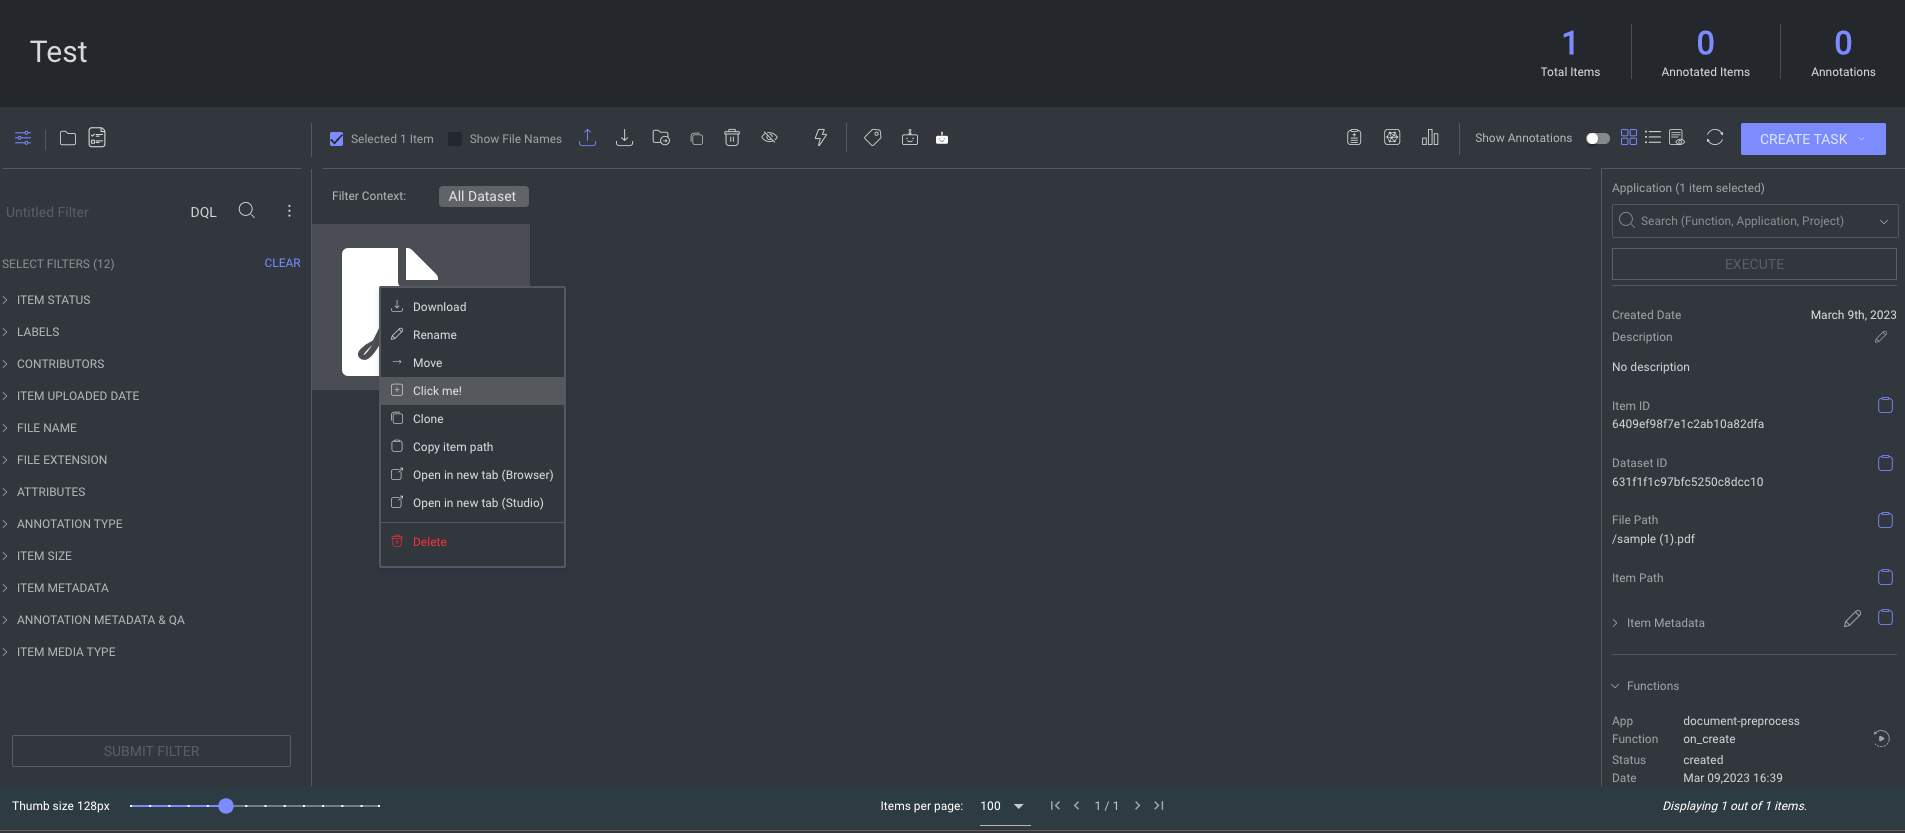 Test
1
Total Items
0
Annotated Items
0
Annotations
Selected 1 Item
Show File Names
Show Annotations
CREATE TASK
Untitled Filter
DQL
SELECT FILTERS (12)
CLEAR
ITEM STATUS
LABELS
CONTRIBUTORS
ITEM UPLOADED DATE
FILE NAME
FILE EXTENSION
ATTRIBUTES
ANNOTATION TYPE
ITEM SIZE
ITEM METADATA
ANNOTATION METADATA & QA
ITEM MEDIA TYPE
SUBMIT FILTER
Filter Context:
All Dataset
Download
Rename
Move
Click me!
Clone
Copy item path
Open in new tab (Browser)
Open in new tab (Studio)
Delete
Application (1 item selected)
Search (Function, Application, Project)
EXECUTE
Created Date
March 9th, 2023
Description
No description
Item ID
6409ef98f7e1c2ab10a82dfa
Dataset ID
631f1f1c97bfc5250c8dcc10
File Path
/sample (1).pdf
Item Path
Item Metadata
Functions
App document-preprocess
Function on_create
Status created
Date Mar 09,2023 16:39
Thumb size 128px
Items per page: 100
1 / 1
Displaying 1 out of 1 items.